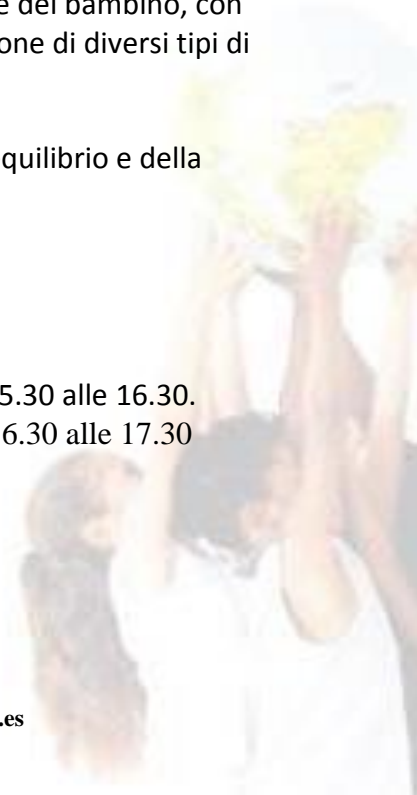 e del bambino, con
one di diversi tipi di
quilibrio e della
5.30 alle 16.30.
6.30 alle 17.30
.es